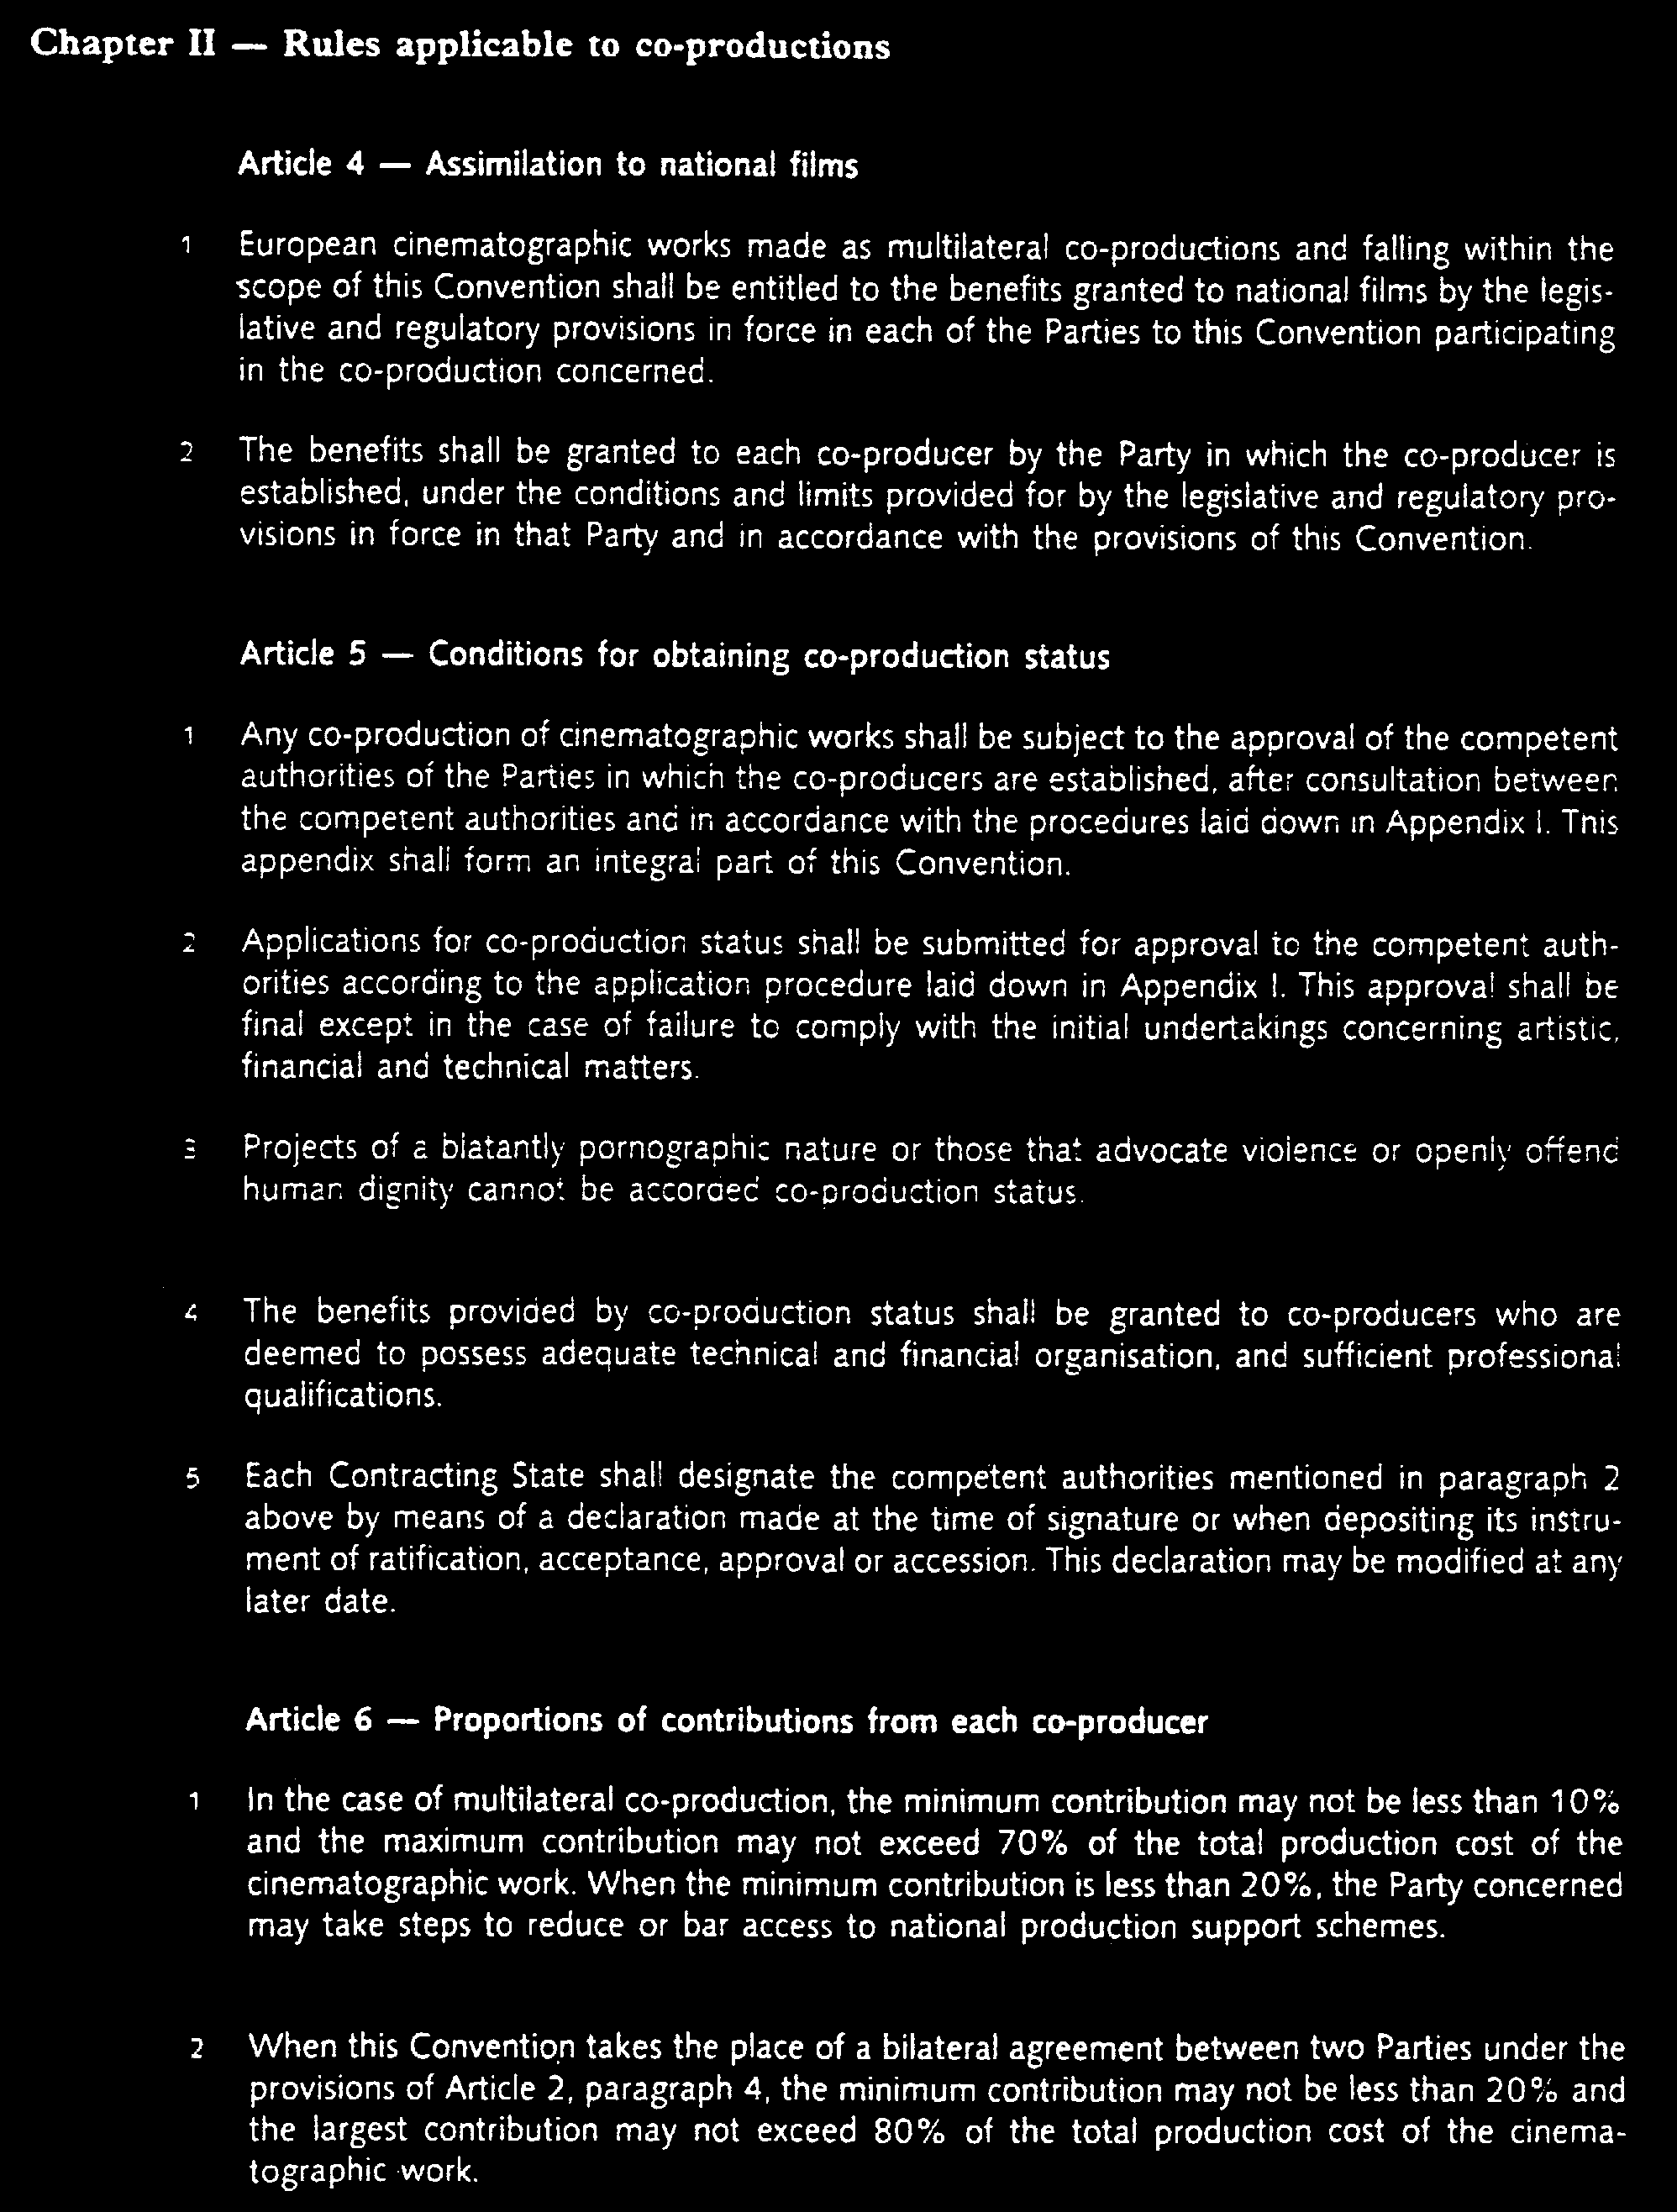 Chapter II — Rules applicable to co-productions
Article 4 — Assimilation to national films
1 European cinematographic works made as multilateral co-productions and falling within the
scope of this Convention shall be entitled to the benefits granted to national films by the legis-
lative and regulatory provisions in force in each of the Parties to this Convention participating
in the co-production concerned.
2 The benefits shall be granted to each co-producer by the Party in which the co-producer is
established, under the conditions and limits provided for by the legislative and regulatory pro-
visions in force in that Party and in accordance with the provisions of this Convention.
Article 5 — Conditions for obtaining co-production status
1 Any co-production of cinematographic works shall be subject to the approval of the competent
authorities of the Parties in which the co-producers are established, after consultation between
the competent authorities and in accordance with the procedures laid down in Appendix I. This
appendix shall form an integral part of this Convention.
2 Applications for co-production status shall be submitted for approval to the competent auth-
orities according to the application procedure laid down in Appendix I. This approval shall be
final except in the case of failure to comply with the initial undertakings concerning artistic,
financial and technical matters.
3 Projects of a blatantly pornographic nature or those that advocate violence or openly offend
human dignity cannot be accorded co-production status.
4 The benefits provided by co-production status shall be granted to co-producers who are
deemed to possess adequate technical and financial organisation, and sufficient professional
qualifications.
5 Each Contracting State shall designate the competent authorities mentioned in paragraph 2
above by means of a declaration made at the time of signature or when depositing its instru-
ment of ratification, acceptance, approval or accession. This declaration may be modified at any
later date.
Article 6 — Proportions of contributions from each co-producer
1 In the case of multilateral co-production, the minimum contribution may not be less than 10%
and the maximum contribution may not exceed 70% of the total production cost of the
cinematographic work. When the minimum contribution is less than 20%, the Party concerned
may take steps to reduce or bar access to national production support schemes.
2 When this Convention takes the place of a bilateral agreement between two Parties under the
provisions of Article 2, paragraph 4, the minimum contribution may not be less than 20% and
the largest contribution may not exceed 80% of the total production cost of the cinema-
tographic work.